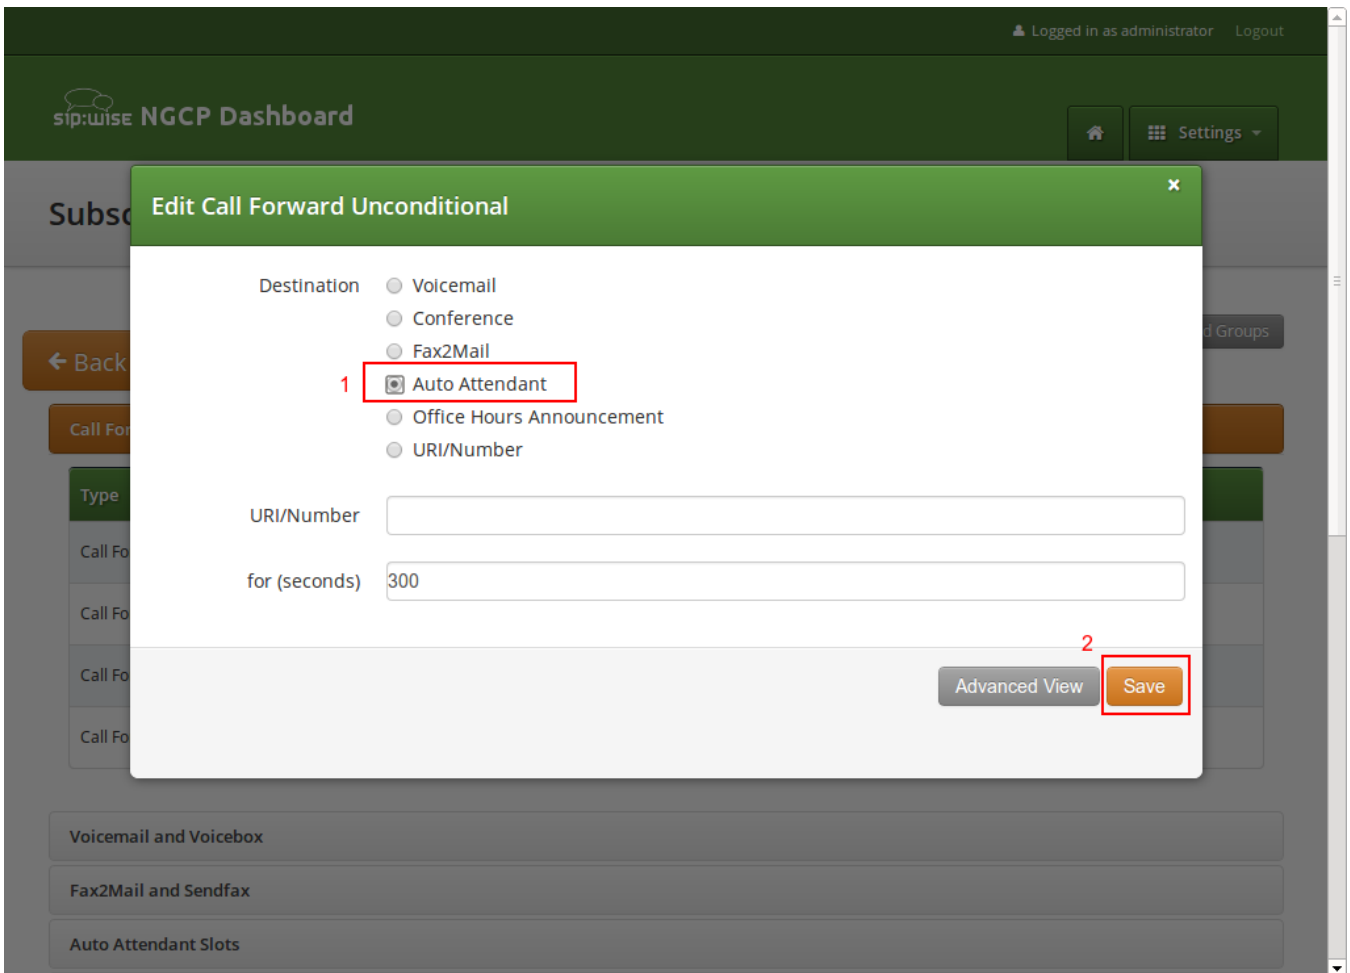 Logged in as administrator Logout
sip:wise NGCP Dashboard
Settings
Subsc
Edit Call Forward Unconditional
×
Destination
Voicemail
Conference
Fax2Mail
1 Auto Attendant
Office Hours Announcement
URI/Number
d Groups
Back
Call For
Type
URI/Number
Call Fo
for (seconds) 300
Call Fo
2
Call Fo
Advanced View Save
Call Fo
Voicemail and Voicebox
Fax2Mail and Sendfax
Auto Attendant Slots